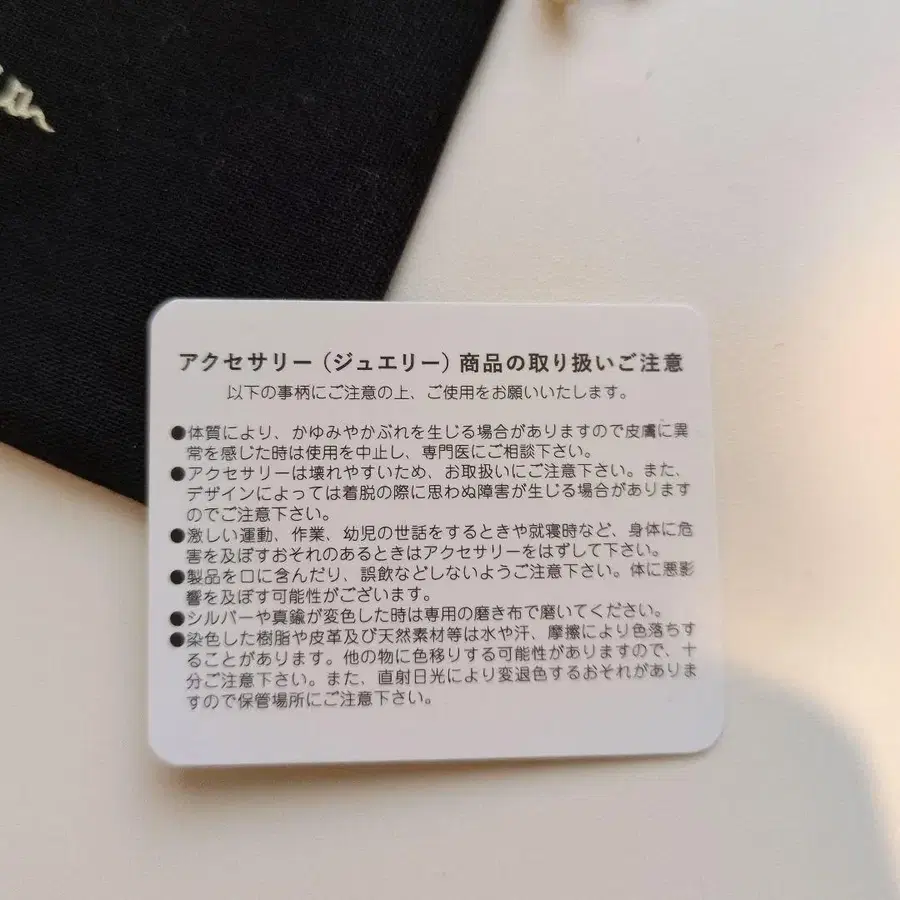 アクセサリー（ジュエリー）商品の取り扱いご注意
以下の事柄にご注意の上、ご使用をお願いいたします。
●体質により、かゆみやかぶれを生じる場合がありますので皮膚に異
常を感じた時は使用を中止し、専門医にご相談下さい。
●アクセサリーは壊れやすいため、お取扱いにご注意下さい。また、
デザインによっては着脱の際に思わぬ障害が生じる場合があります
のでご注意下さい。
●激しい運動、作業、幼児の世話をするときや就寝時など、身体に危
害を及ぼすおそれのあるときはアクセサリーをはずして下さい。
●製品を口に含んだり、誤飲などしないようご注意下さい。体に悪影
響を及ぼす可能性がございます。
●シルバーや真鍮が変色した時は専用の磨き布で磨いてください。
●染色した樹脂や皮革及び天然素材等は水や汗、摩擦により色落ちす
ることがあります。他の物に色移りする可能性がありますので、十
分ご注意下さい。また、直射日光により変退色するおそれがありま
すので保管場所にご注意下さい。